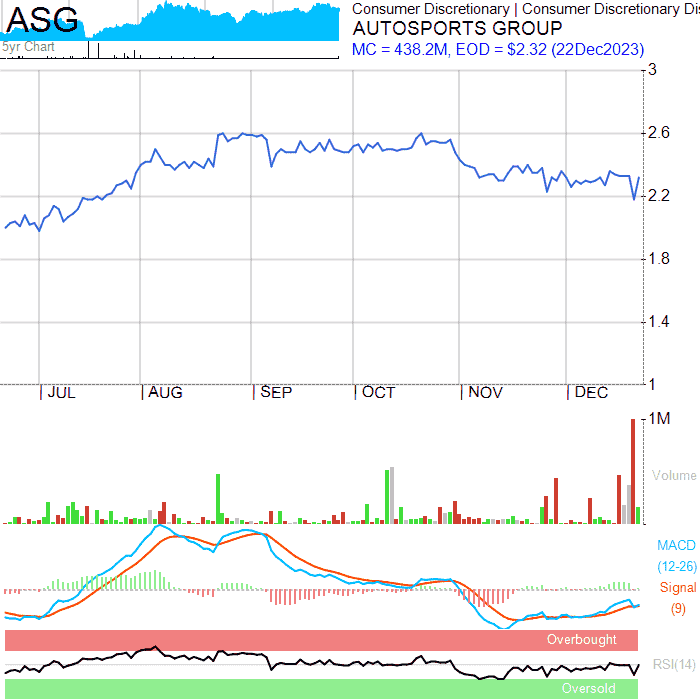 ASG
5yr Chart
Consumer Discretionary | Consumer Discretionary Dis
AUTOSPORTS GROUP
MC = 438.2M, EOD = $2.32 (22Dec2023)
3
2.6
2.2
1.8
1.4
1
JUL AUG SEP OCT NOV DEC
1M
Volume
MACD
(12-26)
Signal
(9)
Overbought
RSI(14)
Oversold